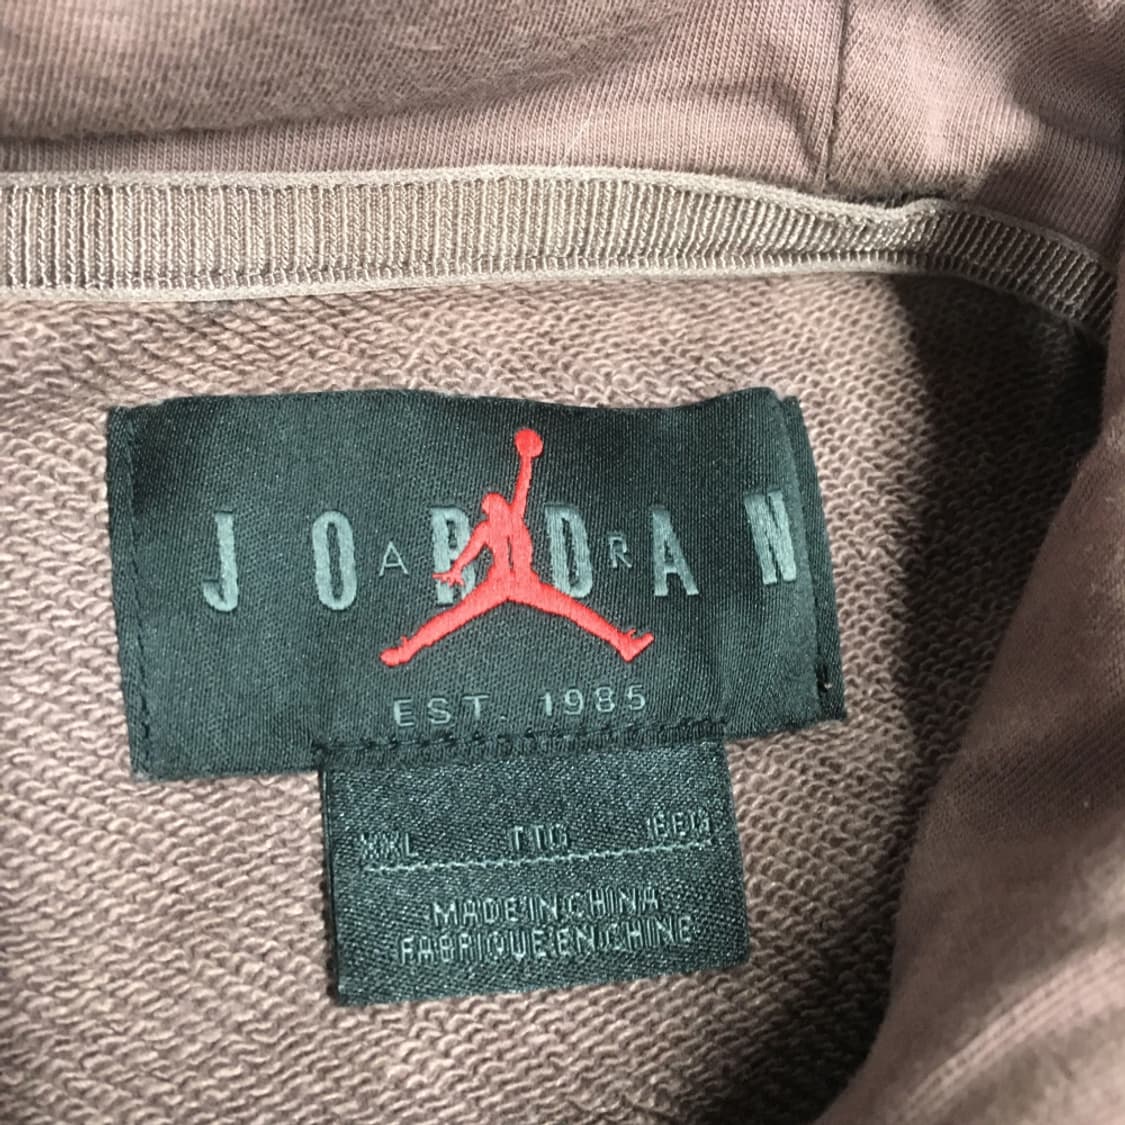 JORDAN
AIR
EST. 1985
XXL TTG EEG
MADE IN CHINA
FABRIQUE EN CHINE